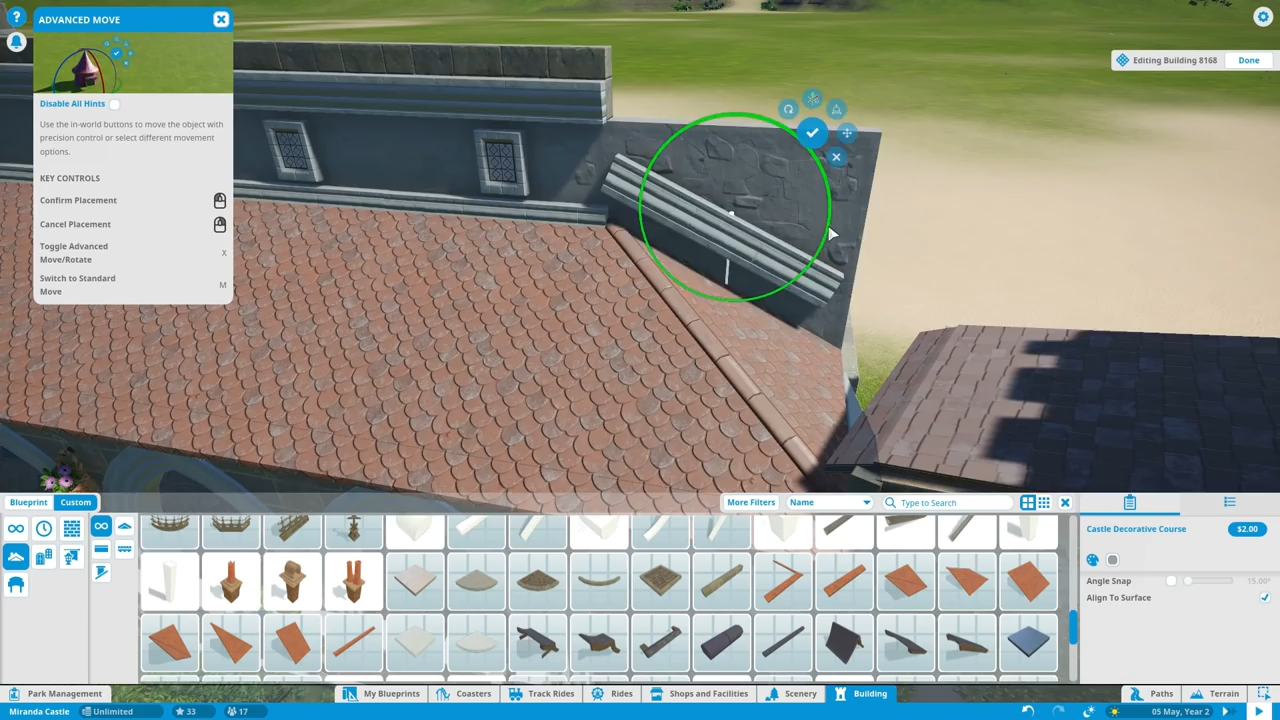 ADVANCED MOVE
Disable All Hints
Use the in-world buttons to move the object with
precision control or select different movement
options.
KEY CONTROLS
Confirm Placement
Cancel Placement
Toggle Advanced
Move/Rotate
X
Switch to Standard
Move
M
Editing Building 8168
Done
Blueprint
Custom
More Filters
Name
Type to Search
Castle Decorative Course
$2.00
Angle Snap
15.00°
Align To Surface
Park Management
My Blueprints
Coasters
Track Rides
Rides
Shops and Facilities
Scenery
Building
Paths
Terrain
Miranda Castle
Unlimited
33
17
05 May, Year 2